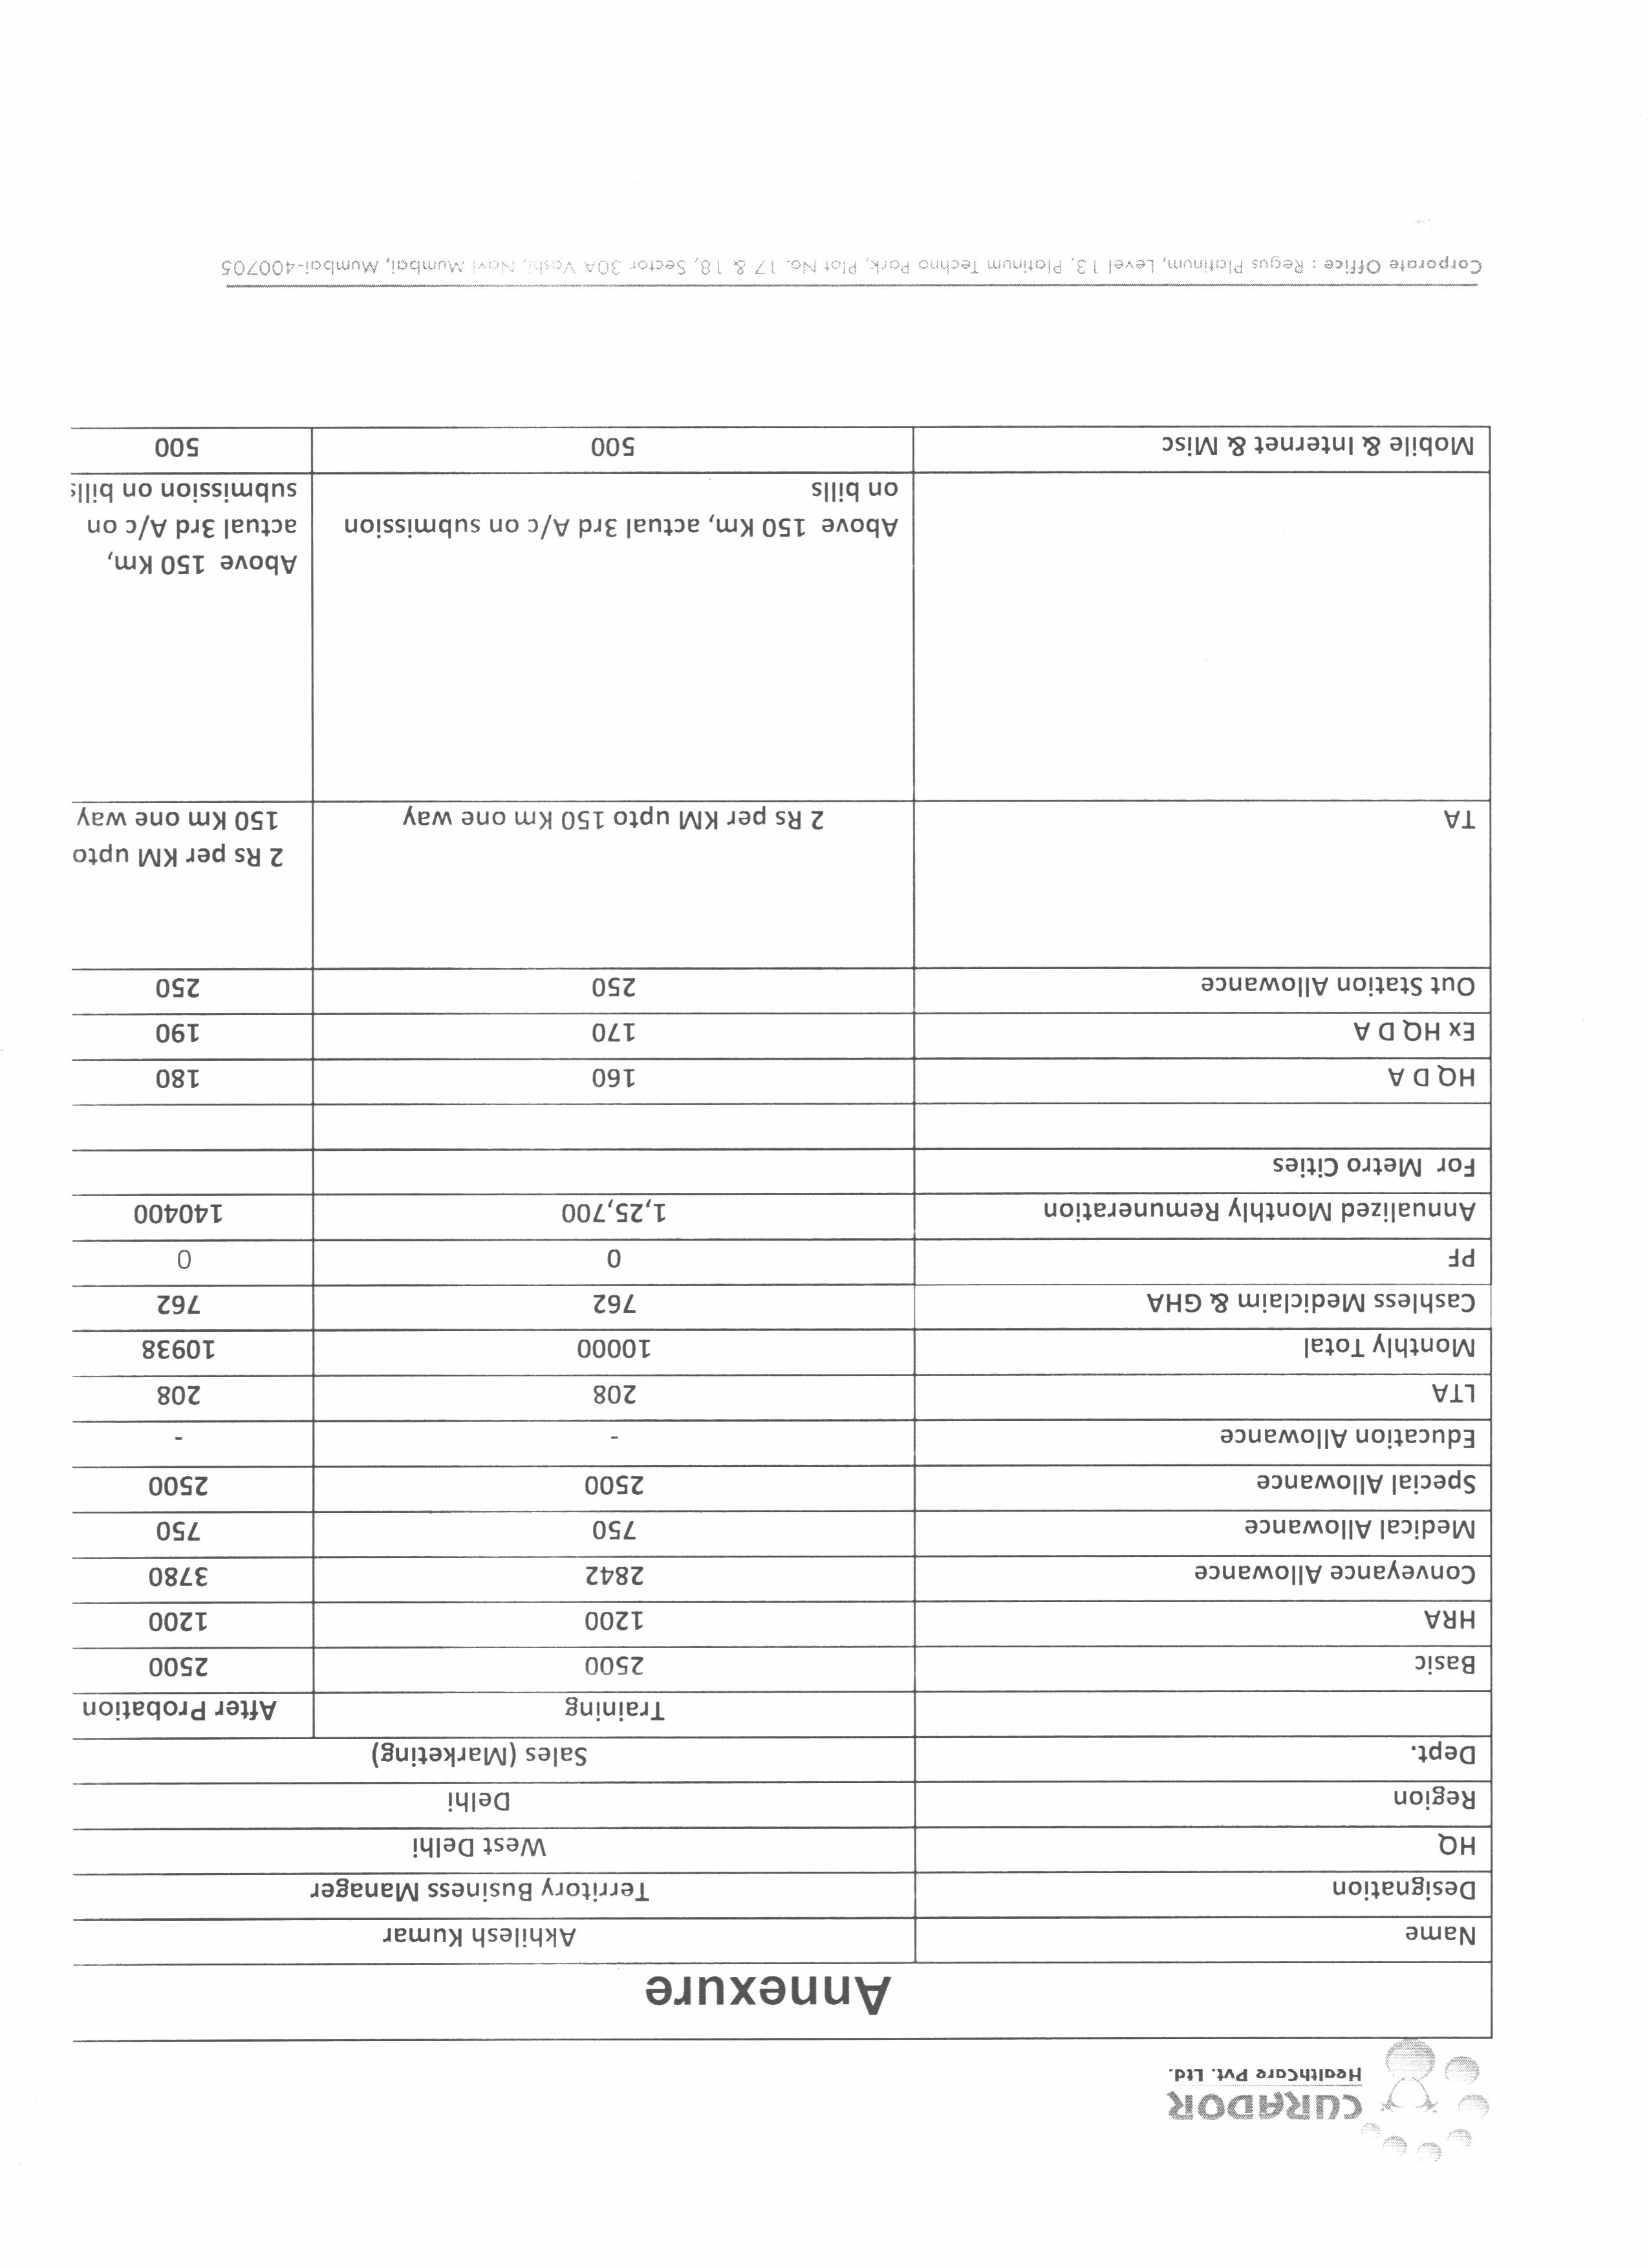 CURADOR
HealthCare Pvt. Ltd.
Annexure
Name Akhilesh Kumar
Designation Territory Business Manager
HQ West Delhi
Region Delhi
Dept. Sales (Marketing)
Training After Probation
Basic 2500 2500
HRA 1200 1200
Conveyance Allowance 2842 3780
Medical Allowance 750 750
Special Allowance 2500 2500
Education Allowance - -
LTA 208 208
Monthly Total 10000 10938
Cashless Mediclaim & GHA 762 762
PF 0 0
Annualized Monthly Remuneration 1,25,700 140400
For Metro Cities
HQ D A 160 180
Ex HQ D A 170 190
Out Station Allowance 250 250
TA
2 Rs per KM upto 150 Km one way
2 Rs per KM upto
150 Km one way
Above 150 Km, actual 3rd A/c on submission
on bills
Above 150 Km,
actual 3rd A/c on
submission on bills
Mobile & Internet & Misc 500 500
Corporate Office : Regus Platinum, Level 13, Platinum Techno Park, Plot No. 17 & 18, Sector 30A Vashi, Navi Mumbai, Mumbai-400705